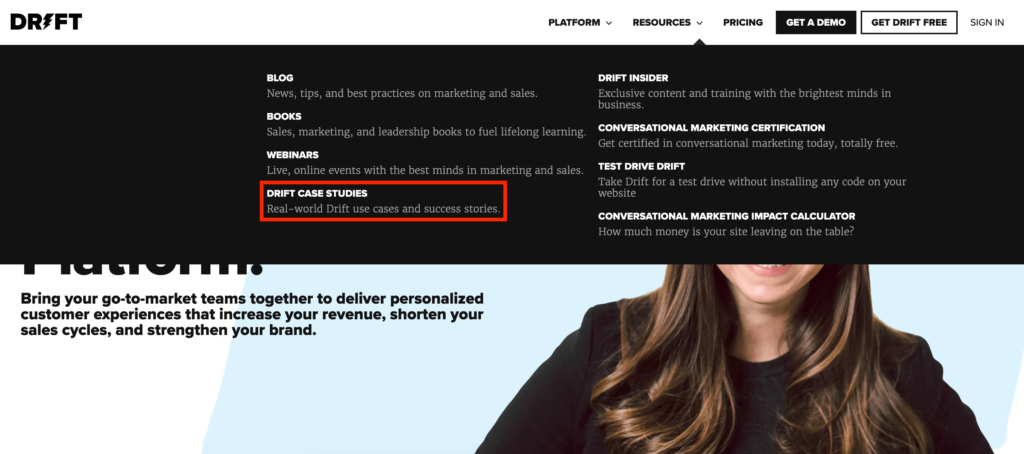 DRIFT
PLATFORM
RESOURCES
PRICING
GET A DEMO
GET DRIFT FREE
SIGN IN
BLOG
News, tips, and best practices on marketing and sales.
BOOKS
Sales, marketing, and leadership books to fuel lifelong learning.
WEBINARS
Live, online events with the best minds in marketing and sales.
DRIFT CASE STUDIES
Real-world Drift use cases and success stories.
DRIFT INSIDER
Exclusive content and training with the brightest minds in
business.
CONVERSATIONAL MARKETING CERTIFICATION
Get certified in conversational marketing today, totally free.
TEST DRIVE DRIFT
Take Drift for a test drive without installing any code on your
website
CONVERSATIONAL MARKETING IMPACT CALCULATOR
How much money is your site leaving on the table?
Platform.
Bring your go-to-market teams together to deliver personalized
customer experiences that increase your revenue, shorten your
sales cycles, and strengthen your brand.